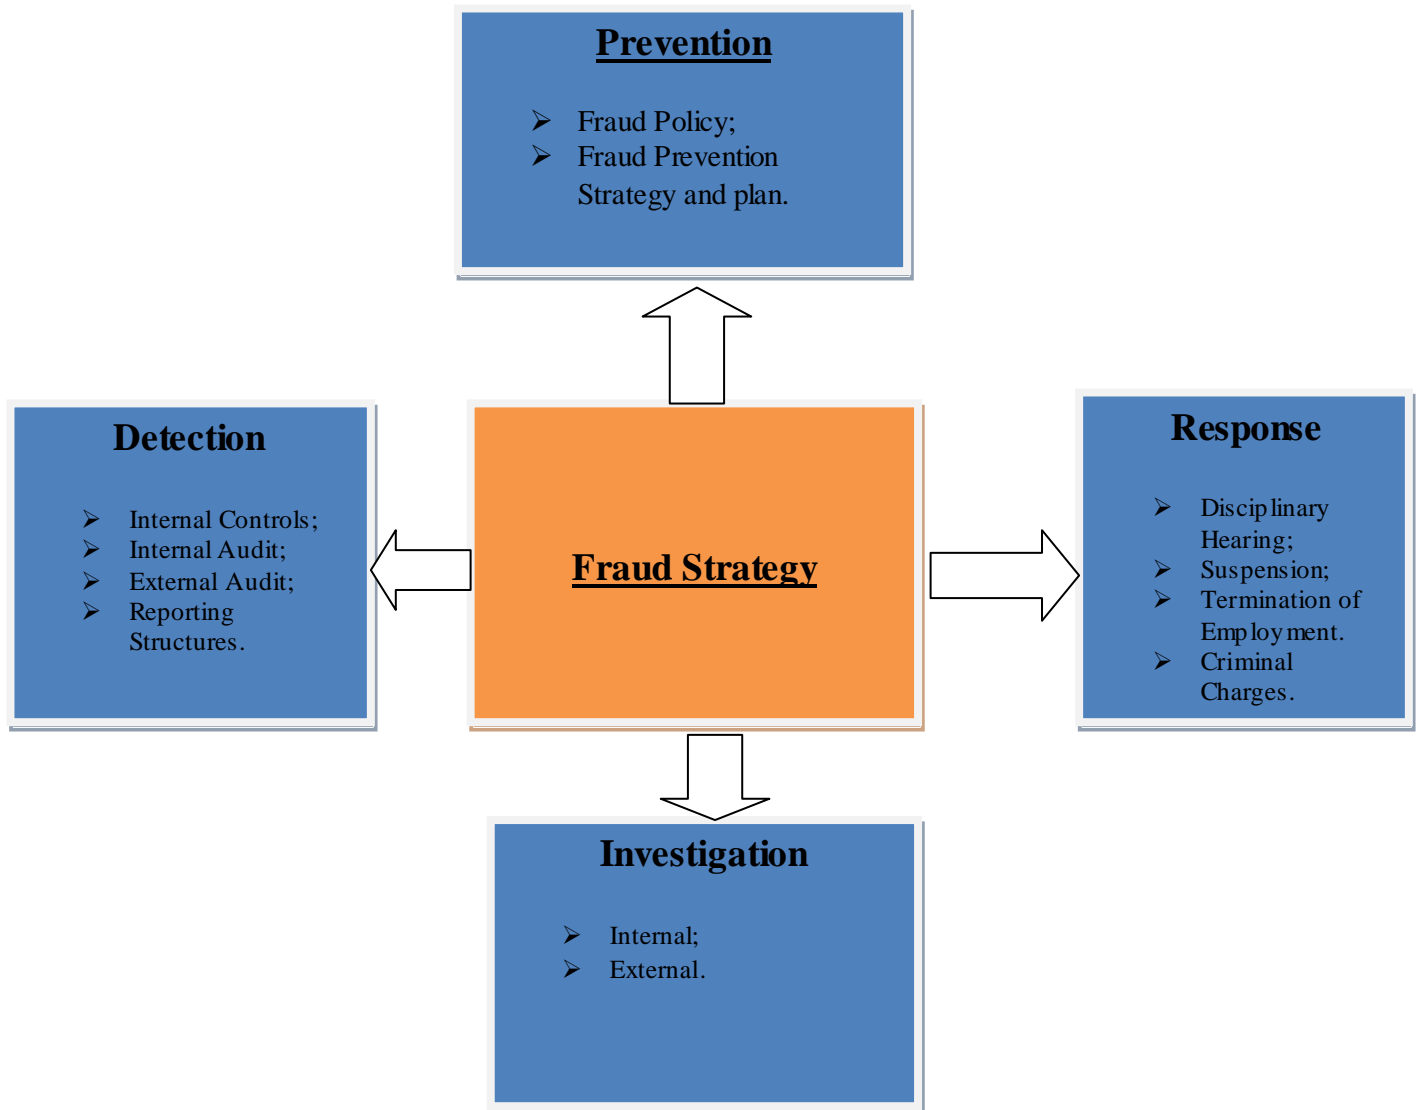 Prevention
➢ Fraud Policy;
➢ Fraud Prevention
Strategy and plan.
Detection
➢ Internal Controls;
➢ Internal Audit;
➢ External Audit;
➢ Reporting
Structures.
Fraud Strategy
Response
➢ Disciplinary
Hearing;
➢ Suspension;
➢ Termination of
Employment.
➢ Criminal
Charges.
Investigation
➢ Internal;
➢ External.